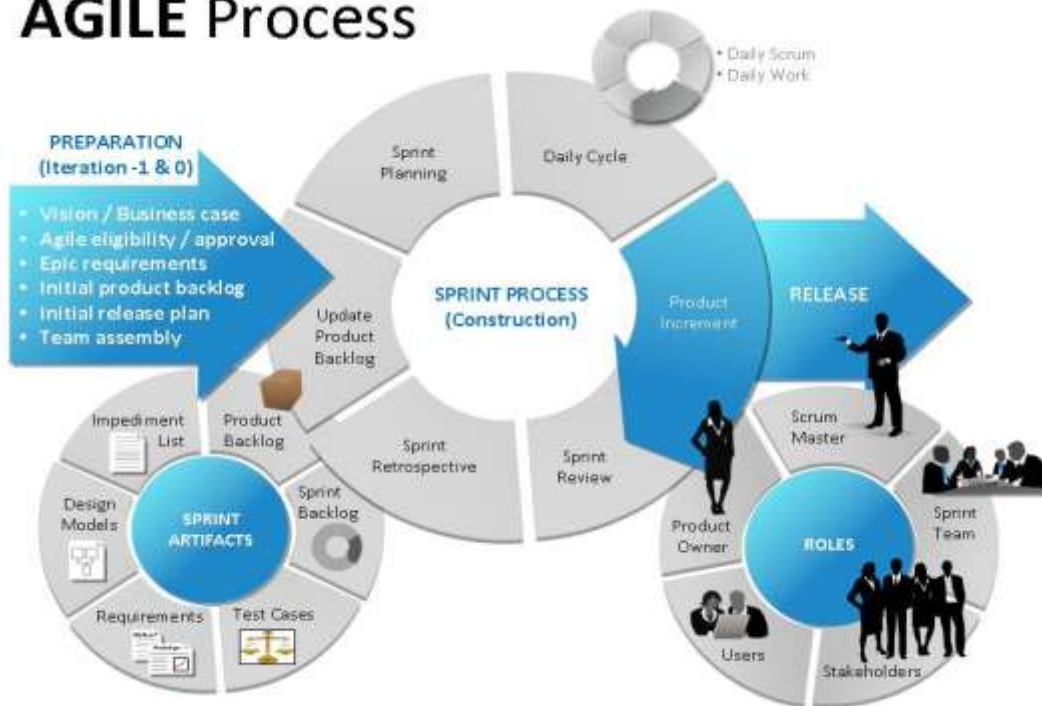 AGILE Process
• Daily Scrum
• Daily Work
PREPARATION
(Iteration -1 & 0)
• Vision / Business case
• Agile eligibility / approval
• Epic requirements
• Initial product backlog
• Initial release plan
• Team assembly
Sprint
Planning
Daily Cycle
Update
Product
Backlog
SPRINT PROCESS
(Construction)
Product
Increment
RELEASE
Sprint
Retrospective
Sprint
Review
Impediment
List
Product
Backlog
Design
Models
SPRINT
ARTIFACTS
Sprint
Backlog
Requirements
Test Cases
Scrum
Master
Product
Owner
ROLES
Sprint
Team
Users
Stakeholders